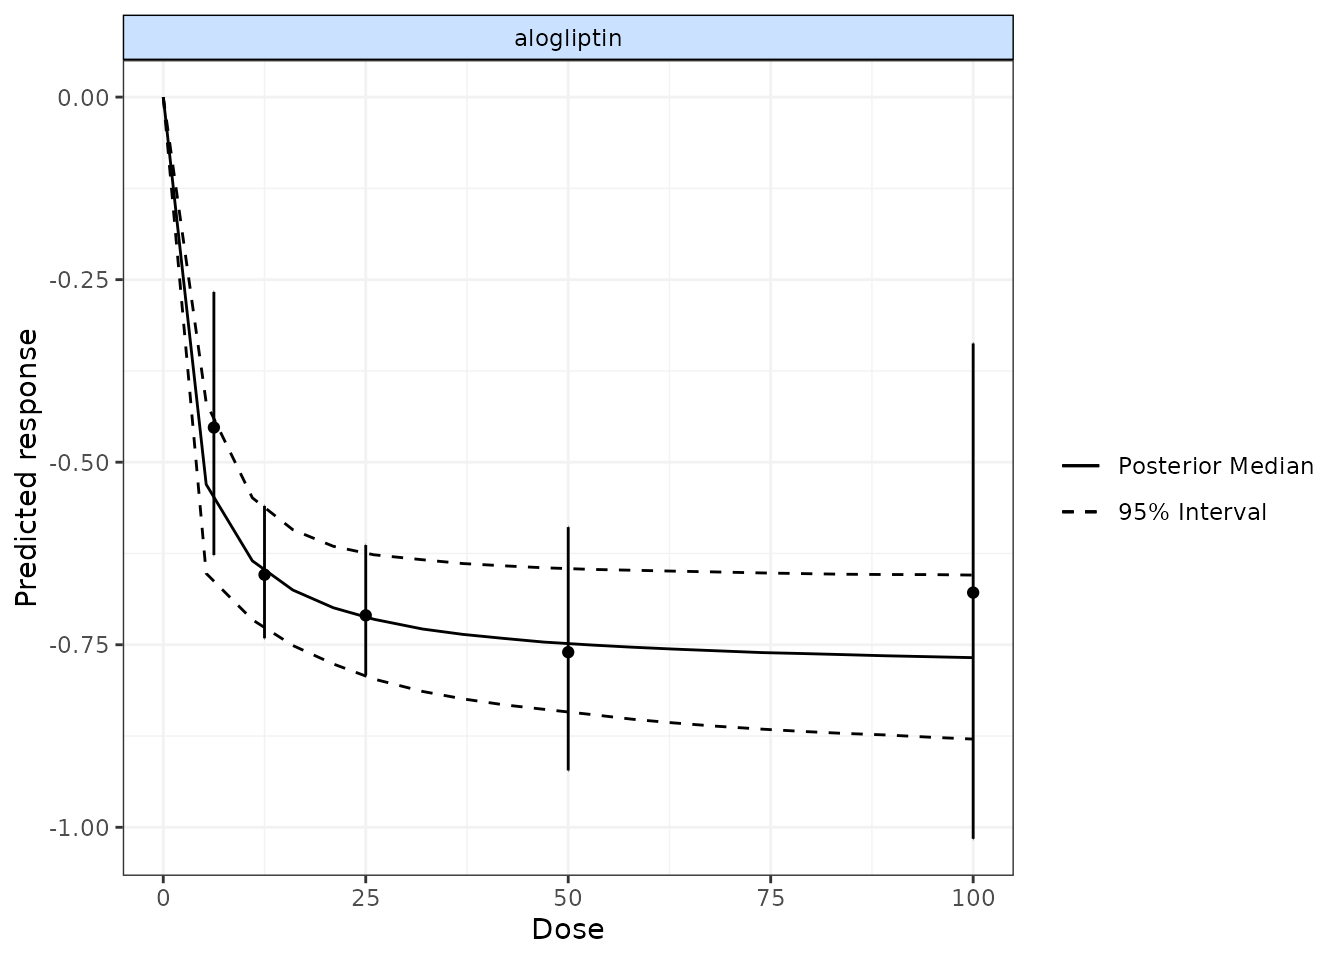 alogliptin
0.00
-0.25
-0.50
-0.75
-1.00
Predicted response
0 25 50 75 100
Dose
Posterior Median
95% Interval